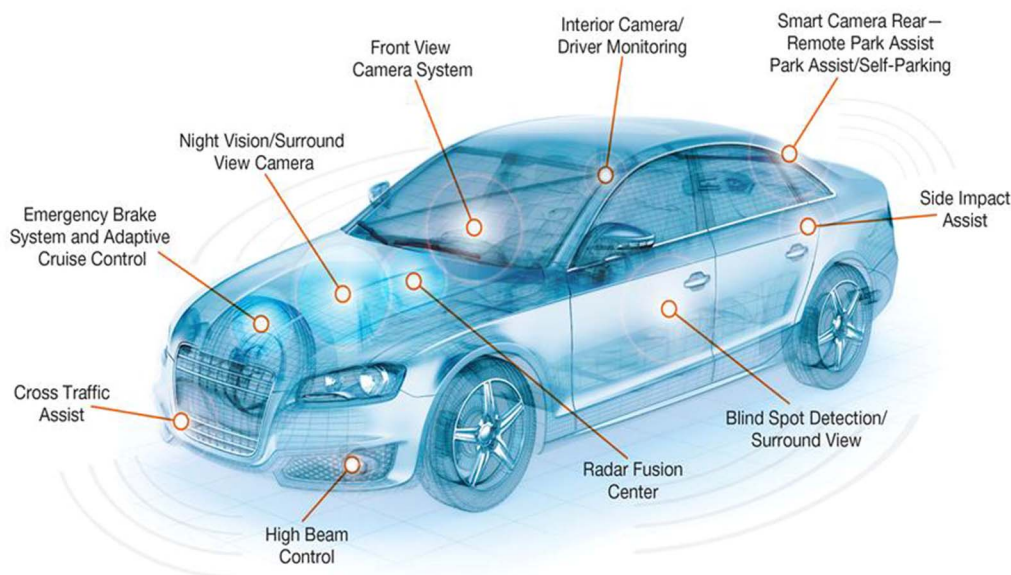 Interior Camera/
Driver Monitoring
Smart Camera Rear—
Remote Park Assist
Park Assist/Self-Parking
Front View
Camera System
Night Vision/Surround
View Camera
Side Impact
Assist
Emergency Brake
System and Adaptive
Cruise Control
Cross Traffic
Assist
Blind Spot Detection/
Surround View
Radar Fusion
Center
High Beam
Control